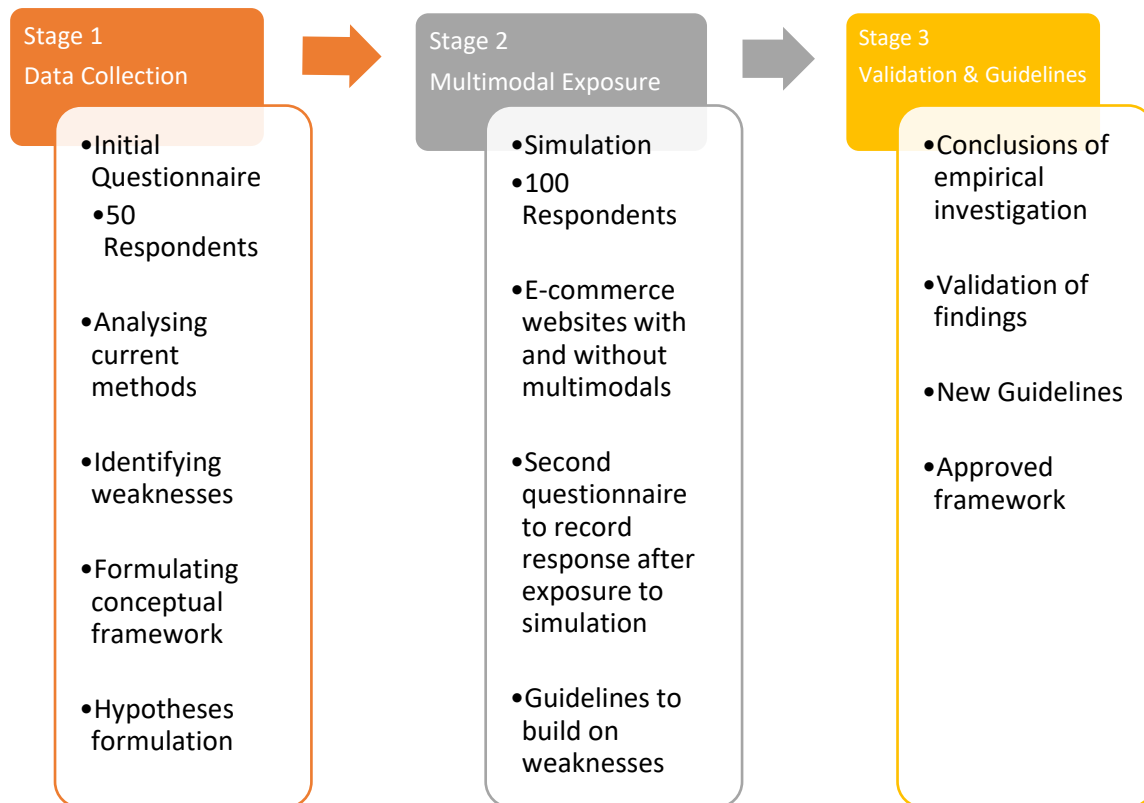 Stage 1
Data Collection
•Initial
Questionnaire
•50
Respondents
•Analysing
current
methods
•Identifying
weaknesses
•Formulating
conceptual
framework
•Hypotheses
formulation
Stage 2
Multimodal Exposure
•Simulation
•100
Respondents
•E-commerce
websites with
and without
multimodals
•Second
questionnaire
to record
response after
exposure to
simulation
•Guidelines to
build on
weaknesses
Stage 3
Validation & Guidelines
•Conclusions of
empirical
investigation
•Validation of
findings
•New Guidelines
•Approved
framework